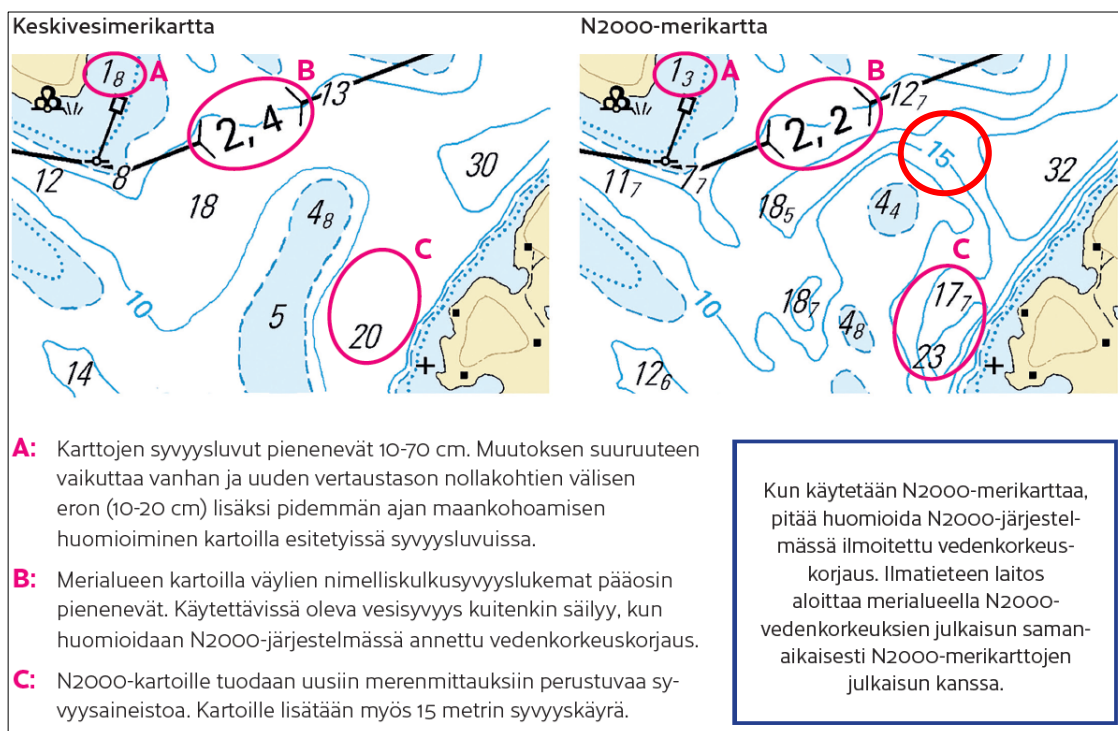 Keskivesimerikartta
1₈
A
B
2,4
13
8
12
18
30
4₈
C
5
20
10
14
N2000-merikartta
1₃
A
B
2,2
12₇
15
7₇
11₇
18₅
32
4₄
C
17₇
18₇
10
4₈
23
12₆
A: Karttojen syvyysluvut pienenevät 10-70 cm. Muutoksen suuruuteen
vaikuttaa vanhan ja uuden vertaustason nollakohtien välisen
eron (10-20 cm) lisäksi pidemmän ajan maankohoamisen
huomioiminen kartoilla esitetyissä syvyysluvuissa.
B: Merialueen kartoilla väylien nimelliskulkusyvyyslukemat pääosin
pienenevät. Käytettävissä oleva vesisyvyys kuitenkin säilyy, kun
huomioidaan N2000-järjestelmässä annettu vedenkorkeuskorjaus.
C: N2000-kartoille tuodaan uusiin merenmittauksiin perustuvaa sy-
vyysaineistoa. Kartoille lisätään myös 15 metrin syvyyskäyrä.
Kun käytetään N2000-merikarttaa,
pitää huomioida N2000-järjestel-
mässä ilmoitettu vedenkorkeus-
korjaus. Ilmatieteen laitos
aloittaa merialueella N2000-
vedenkorkeuksien julkaisun saman-
aikaisesti N2000-merikarttojen
julkaisun kanssa.